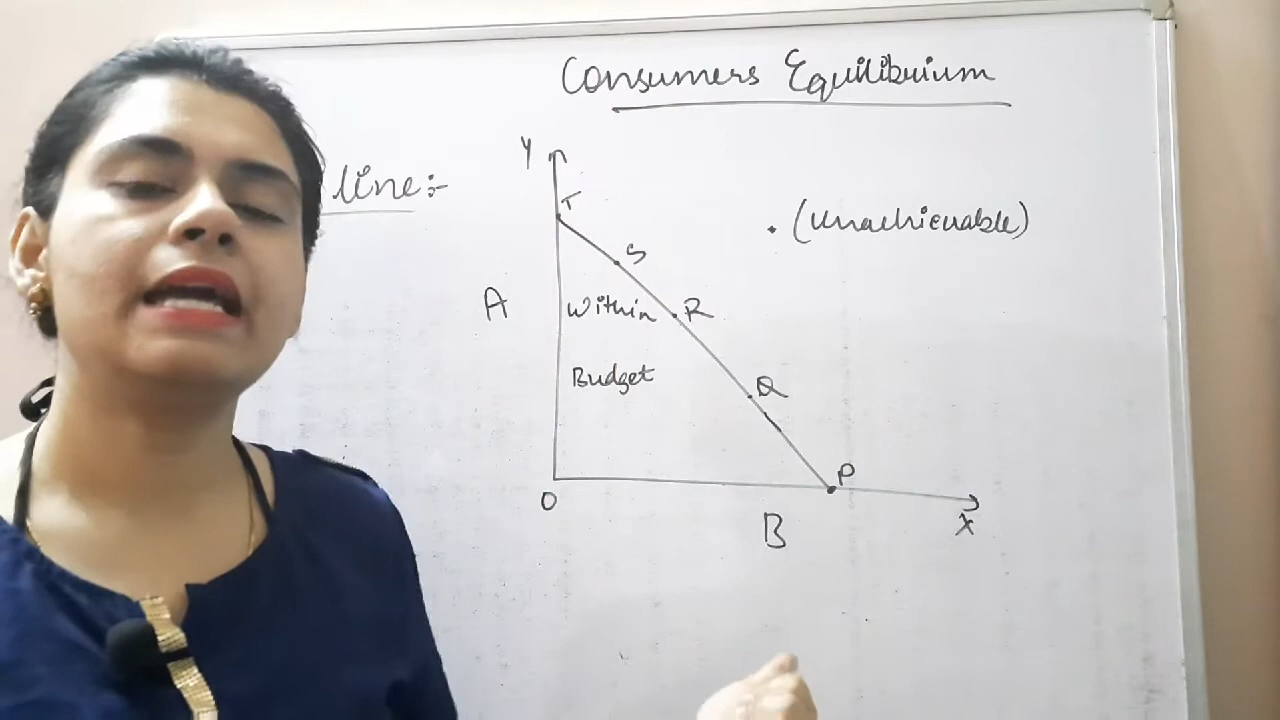 Consumers Equilibrium
line:-
Y
T
. (Unachievable)
S
A
Within
R
Budget
Q
P
O
B
X